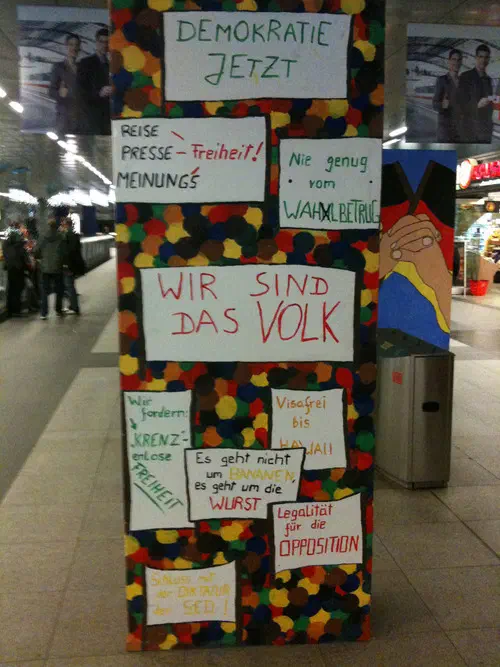 DEMOKRATIE
JETZT
REISE
PRESSE - Freiheit!
MEINUNG'S
Nie genug
vom
WAHLBETRUG
WIR SIND
DAS VOLK
Wir
fordern:
"KRENZ"-
enlose
FREIHEIT
Visafrei
bis
HAWAII
Es geht nicht
um BANANEN,
es geht um die
WURST
Legalität
für die
OPPOSITION
Schluss mit
der DIKTATUR
der SED!